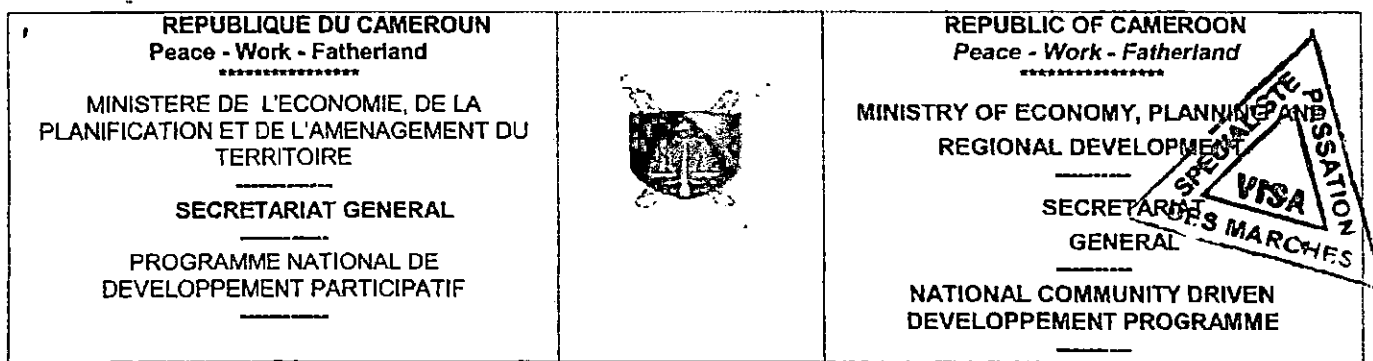 REPUBLIQUE DU CAMEROUN
Peace - Work - Fatherland
****************
MINISTERE DE L'ECONOMIE, DE LA
PLANIFICATION ET DE L'AMENAGEMENT DU
TERRITOIRE
-----------
SECRETARIAT GENERAL
-----------
PROGRAMME NATIONAL DE
DEVELOPPEMENT PARTICIPATIF
-----------
REPUBLIC OF CAMEROON
Peace - Work - Fatherland
****************
MINISTRY OF ECONOMY, PLANNING AND
REGIONAL DEVELOPMENT
-----------
SECRETARIAT
GENERAL
-----------
NATIONAL COMMUNITY DRIVEN
DEVELOPPEMENT PROGRAMME
-----------
SPECIALISTE PASSATION
DES MARCHES
VISA